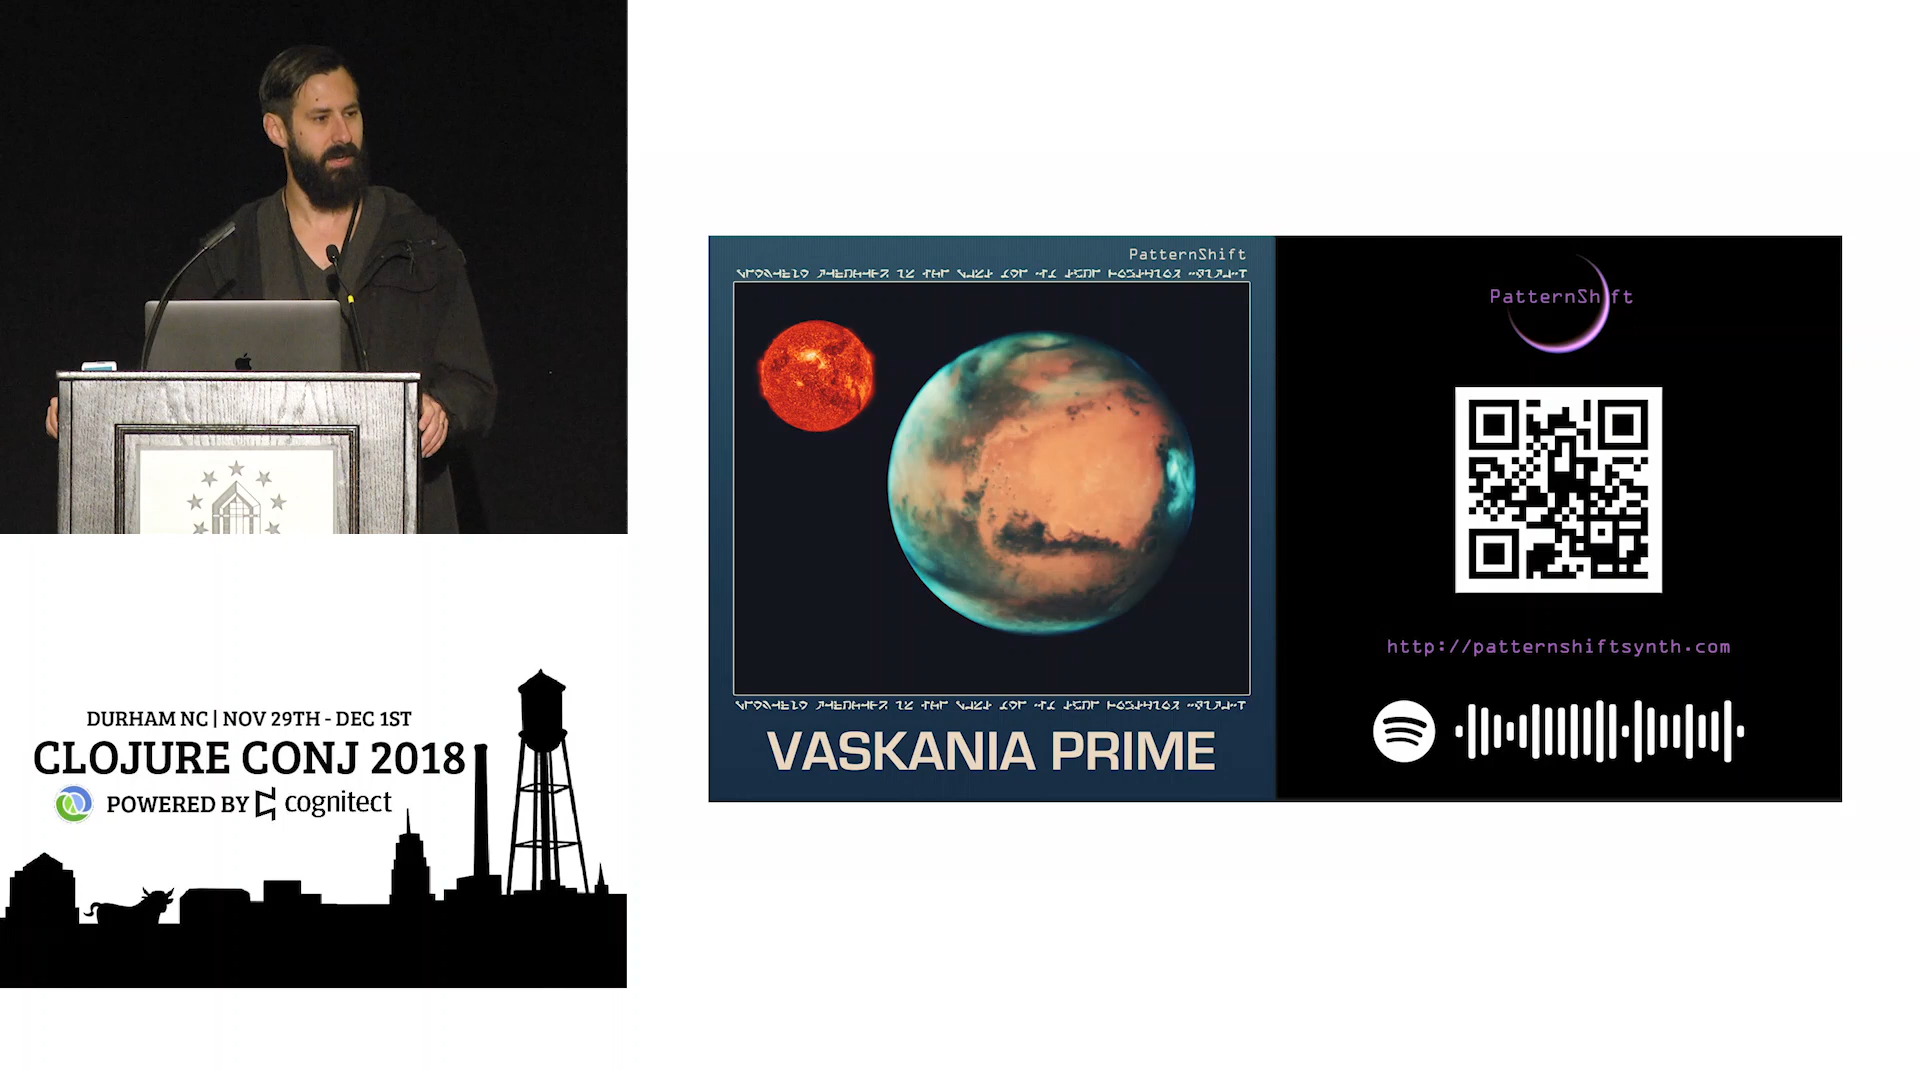 DURHAM NC | NOV 29TH - DEC 1ST
CLOJURE CONJ 2018
POWERED BY cognitect
PatternShift
VASKANIA PRIME
PatternShift
http://patternshiftsynth.com